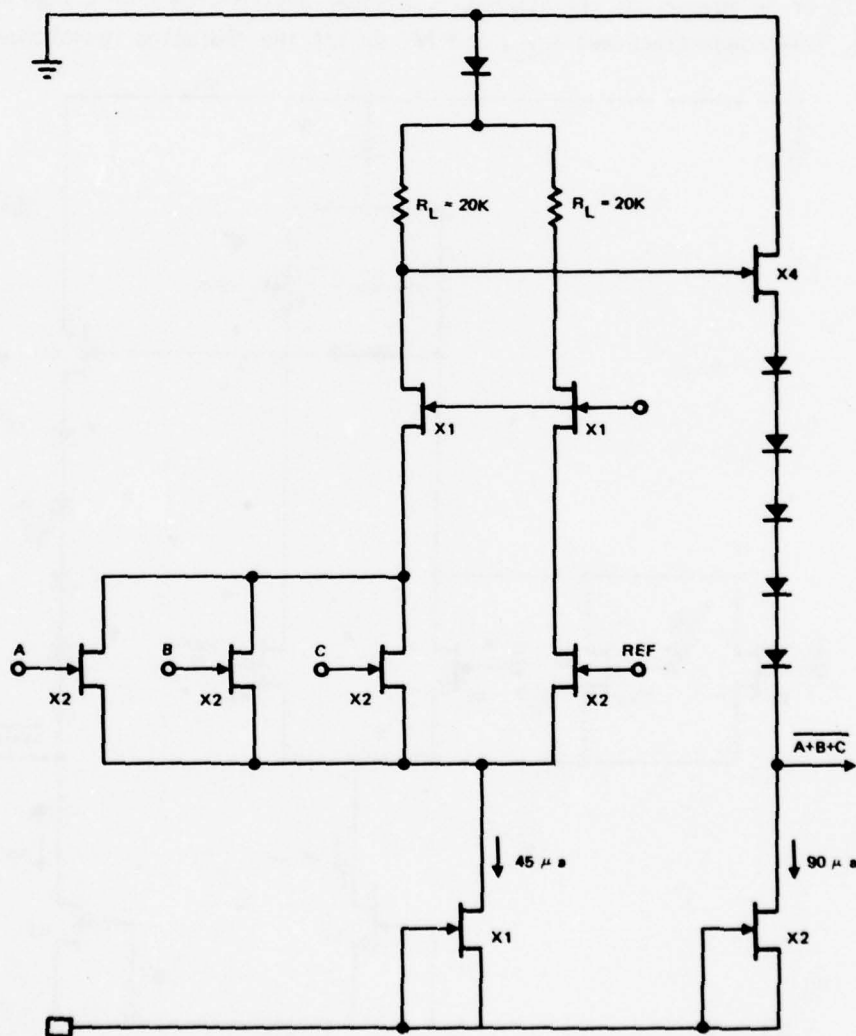 R_L ≈ 20K
R_L = 20K
X4
X1
X1
A
B
C
REF
X2
X2
X2
X2
A+B+C
45 μ a
90 μ a
X1
X2